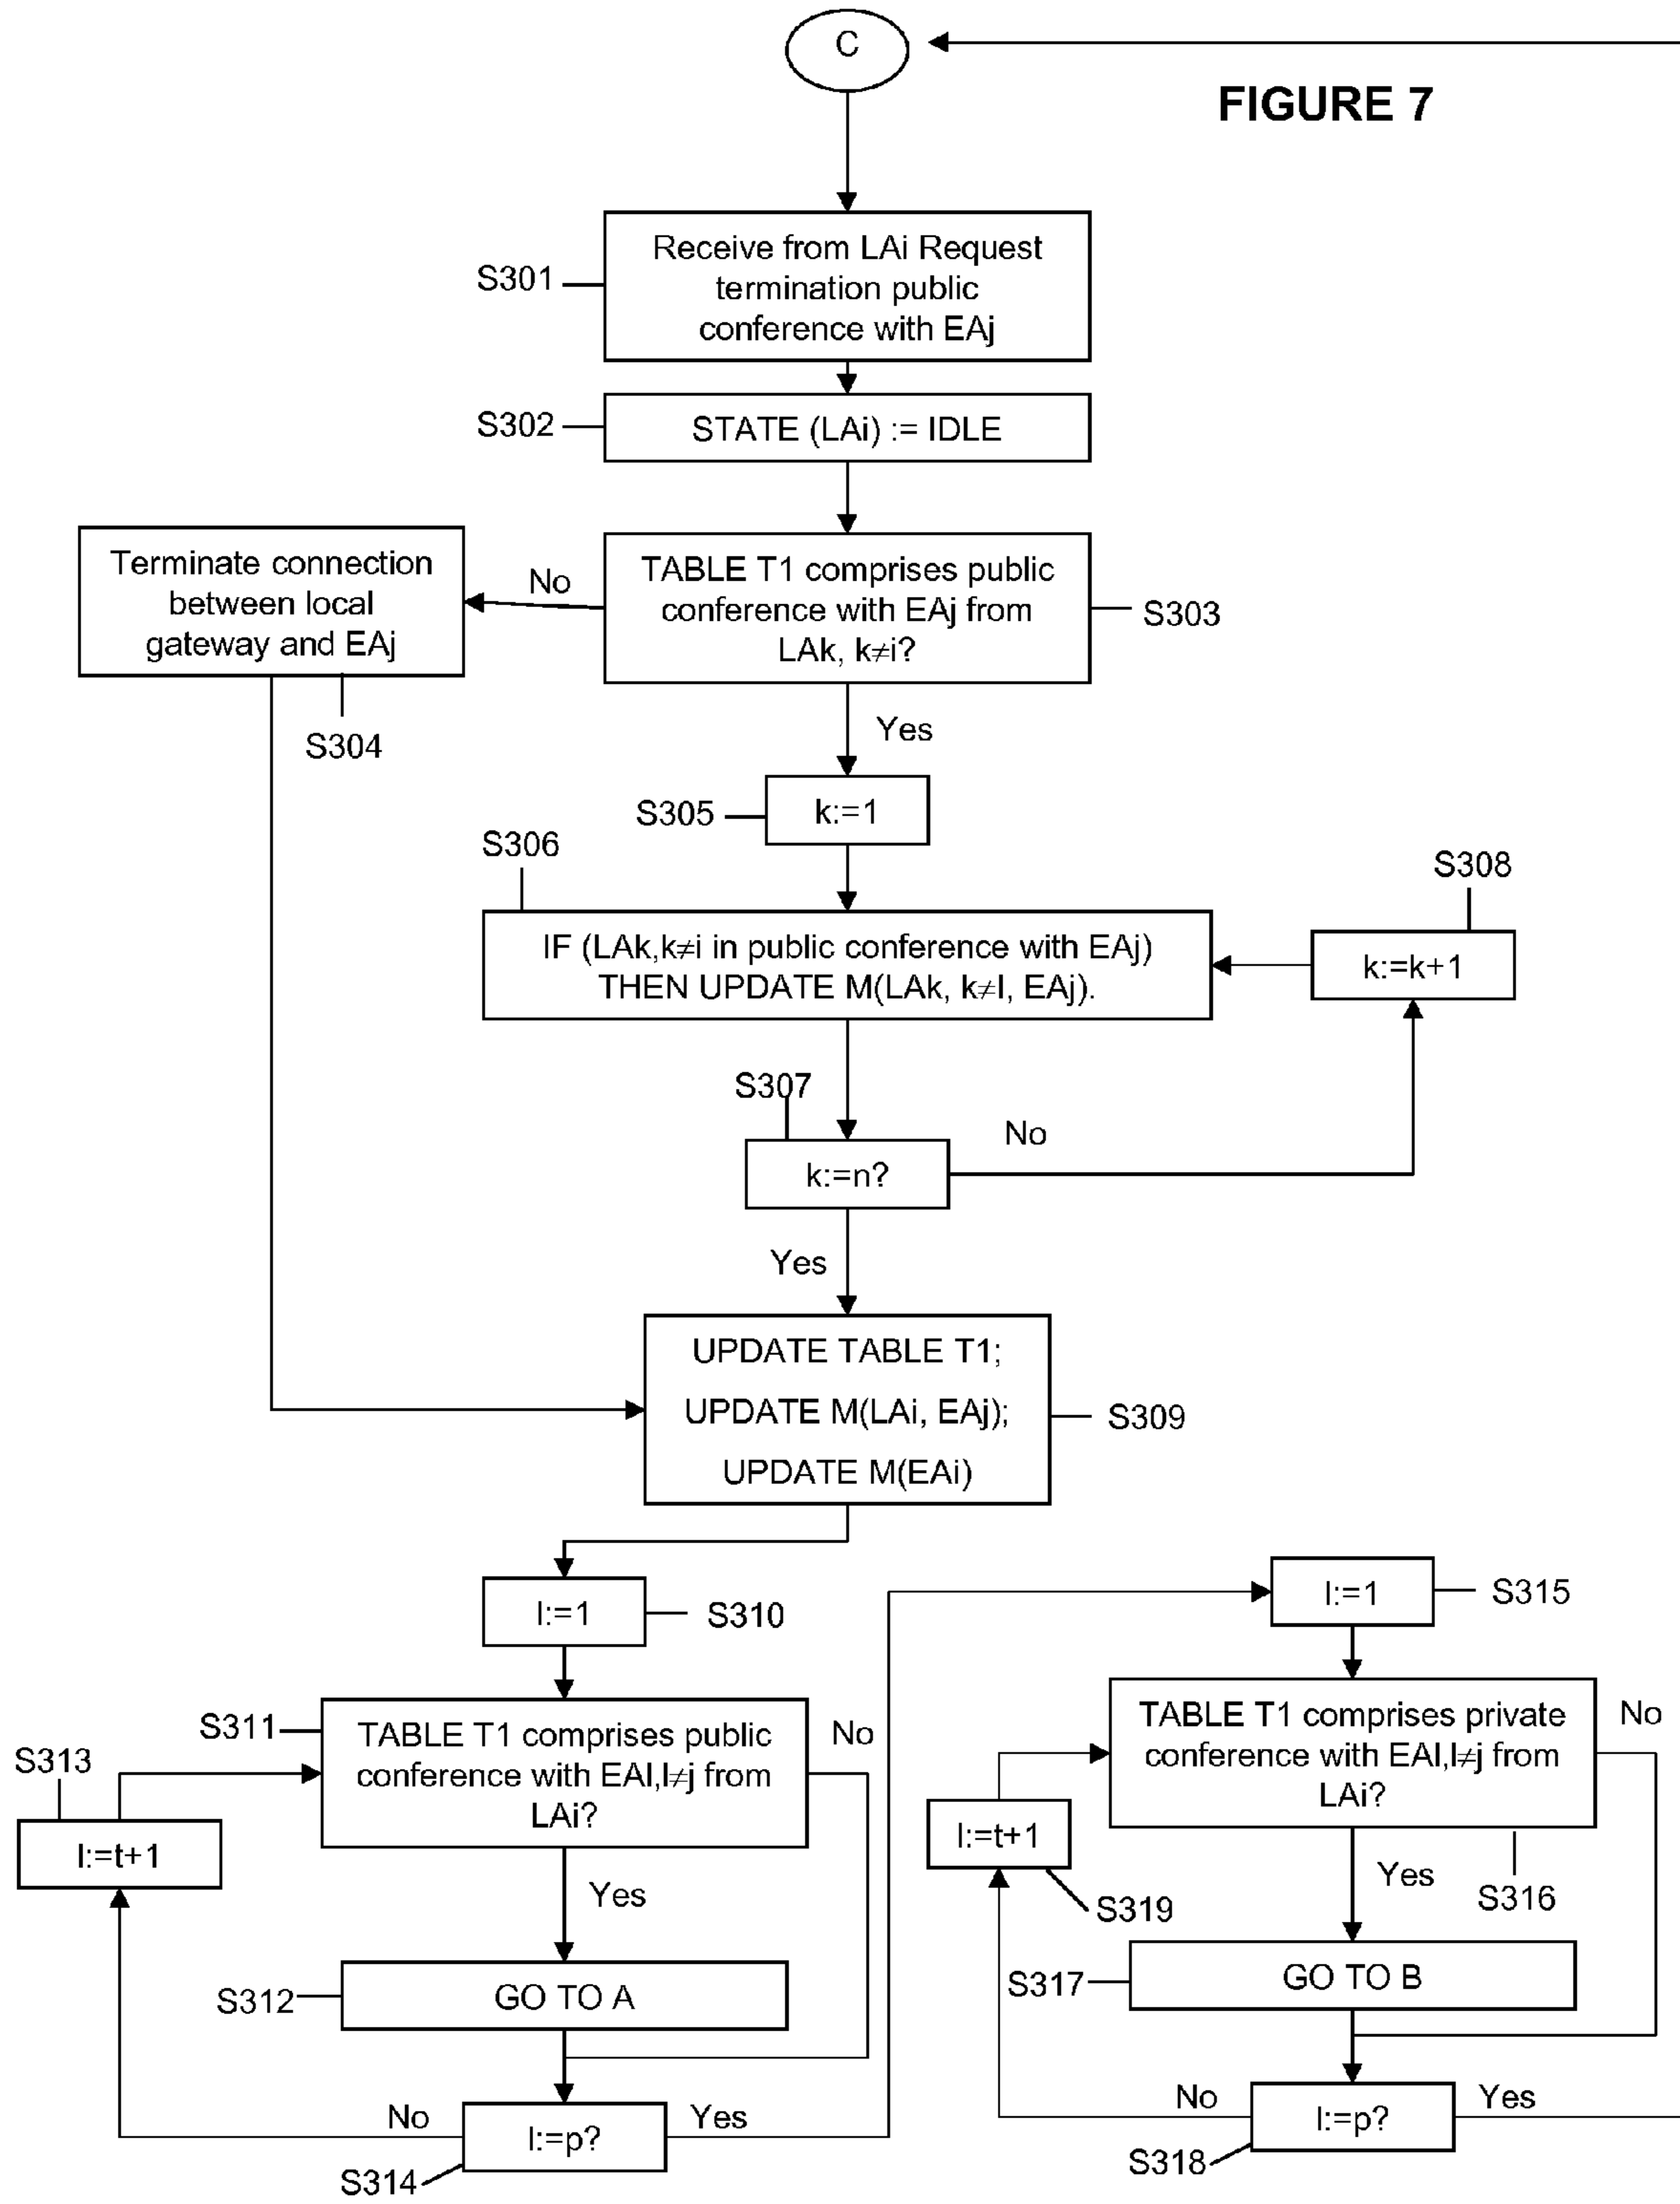 C
FIGURE 7
Receive from LAi Request
termination public
conference with EAj
S301
S302
STATE (LAi) := IDLE
Terminate connection
between local
gateway and EAj
No
TABLE T1 comprises public
conference with EAj from
LAk, k≠i?
S303
S304
Yes
S305
k:=1
S306
S308
IF (LAk,k≠i in public conference with EAj)
THEN UPDATE M(LAk, k≠I, EAj).
k:=k+1
S307
No
k:=n?
Yes
UPDATE TABLE T1;
UPDATE M(LAi, EAj);
UPDATE M(EAi)
S309
l:=1
S310
l:=1
S315
S311
TABLE T1 comprises public
conference with EAl,l≠j from
LAi?
No
S313
l:=t+1
Yes
S312
GO TO A
No
l:=p?
Yes
S314
TABLE T1 comprises private
conference with EAl,l≠j from
LAi?
No
l:=t+1
Yes
S316
S319
S317
GO TO B
No
l:=p?
Yes
S318